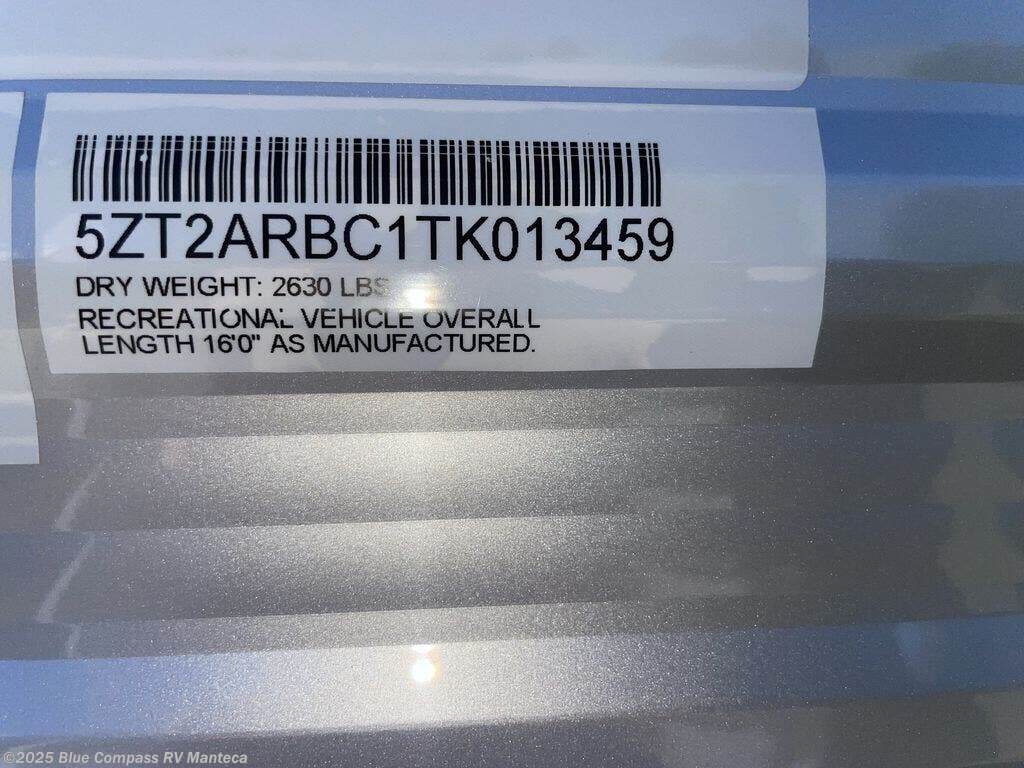 5ZT2ARBC1TK013459
DRY WEIGHT: 2630 LBS
RECREATIONAL VEHICLE OVERALL
LENGTH 16'0" AS MANUFACTURED.
©2025 Blue Compass RV Manteca